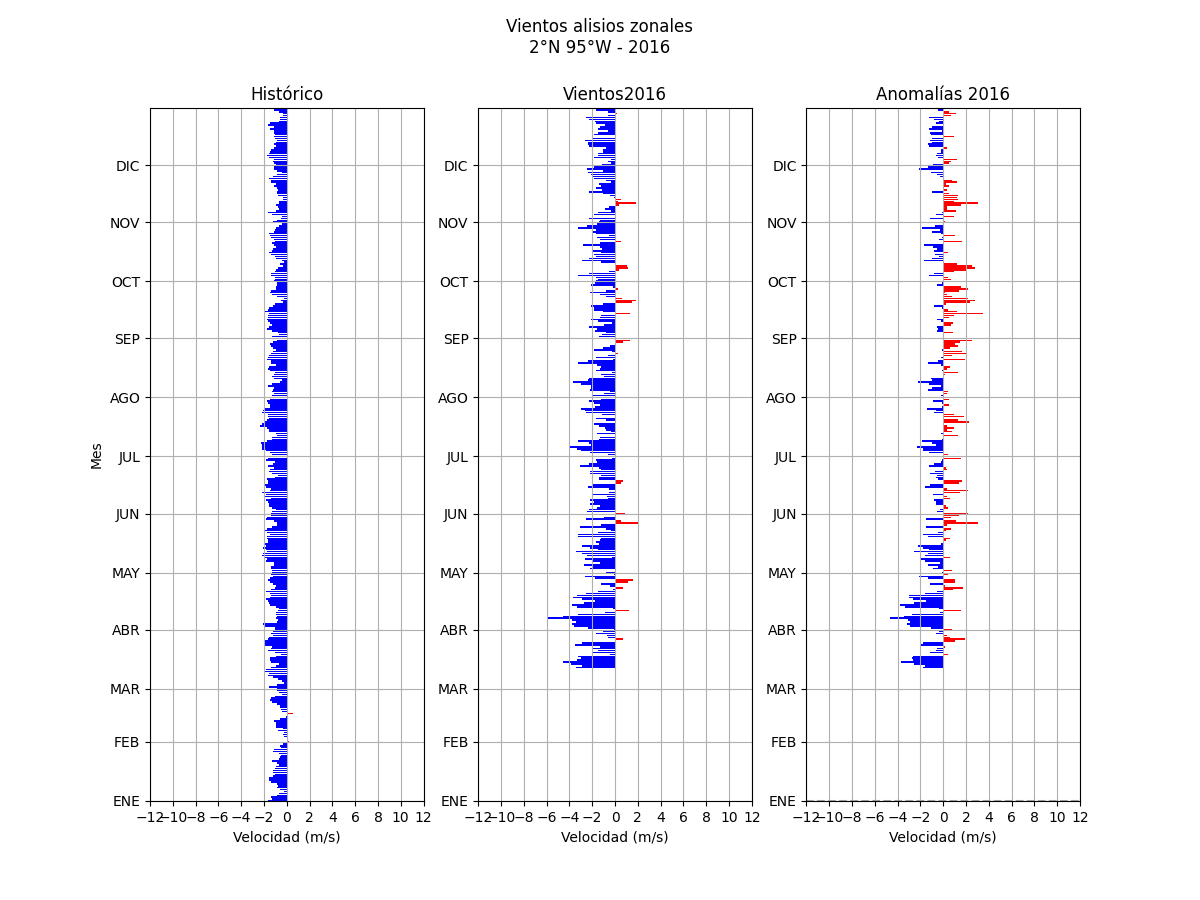 Vientos alisios zonales
2°N 95°W - 2016
Histórico
Vientos2016
Anomalías 2016
DIC
NOV
OCT
SEP
AGO
JUL
JUN
MAY
ABR
MAR
FEB
ENE
Mes
−12 −10 −8 −6 −4 −2 0 2 4 6 8 10 12
Velocidad (m/s)
DIC
NOV
OCT
SEP
AGO
JUL
JUN
MAY
ABR
MAR
FEB
ENE
−12 −10 −8 −6 −4 −2 0 2 4 6 8 10 12
Velocidad (m/s)
DIC
NOV
OCT
SEP
AGO
JUL
JUN
MAY
ABR
MAR
FEB
ENE
−12 −10 −8 −6 −4 −2 0 2 4 6 8 10 12
Velocidad (m/s)